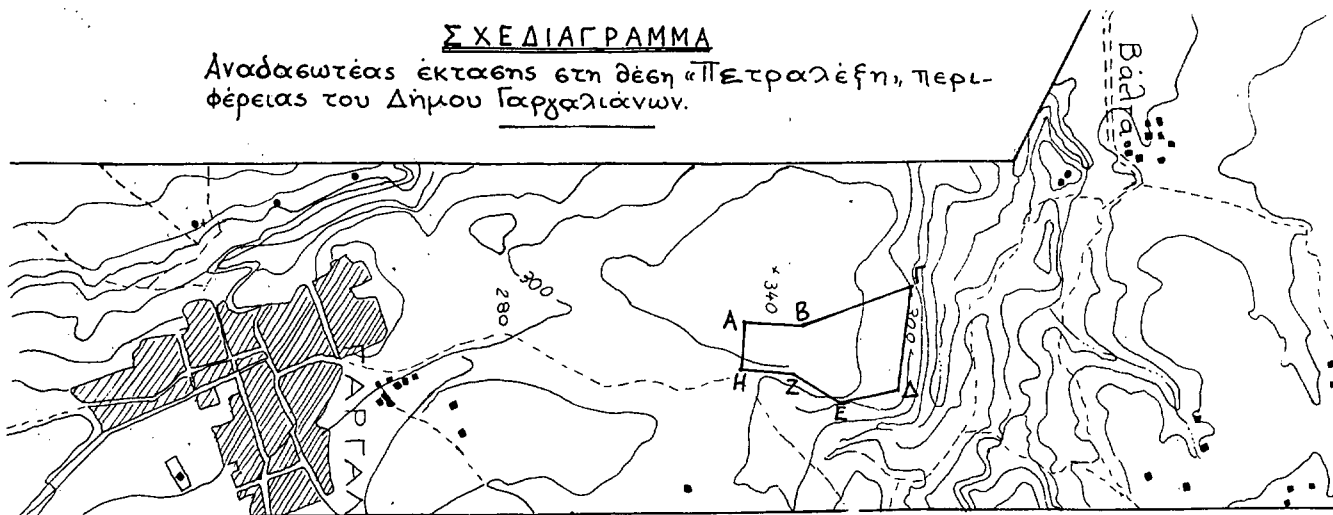 ΣΧΕΔΙΑΓΡΑΜΜΑ
Αναδασωτέας έκτασης στη θέση «Πετραλέξη», περι-
φέρειας του Δήμου Γαργαλιάνων.
Βάλτα
300
280
×340
Α
Β
Γ
300
Η
Ζ
Ε
Δ
ΓΑΡΓΑΛ